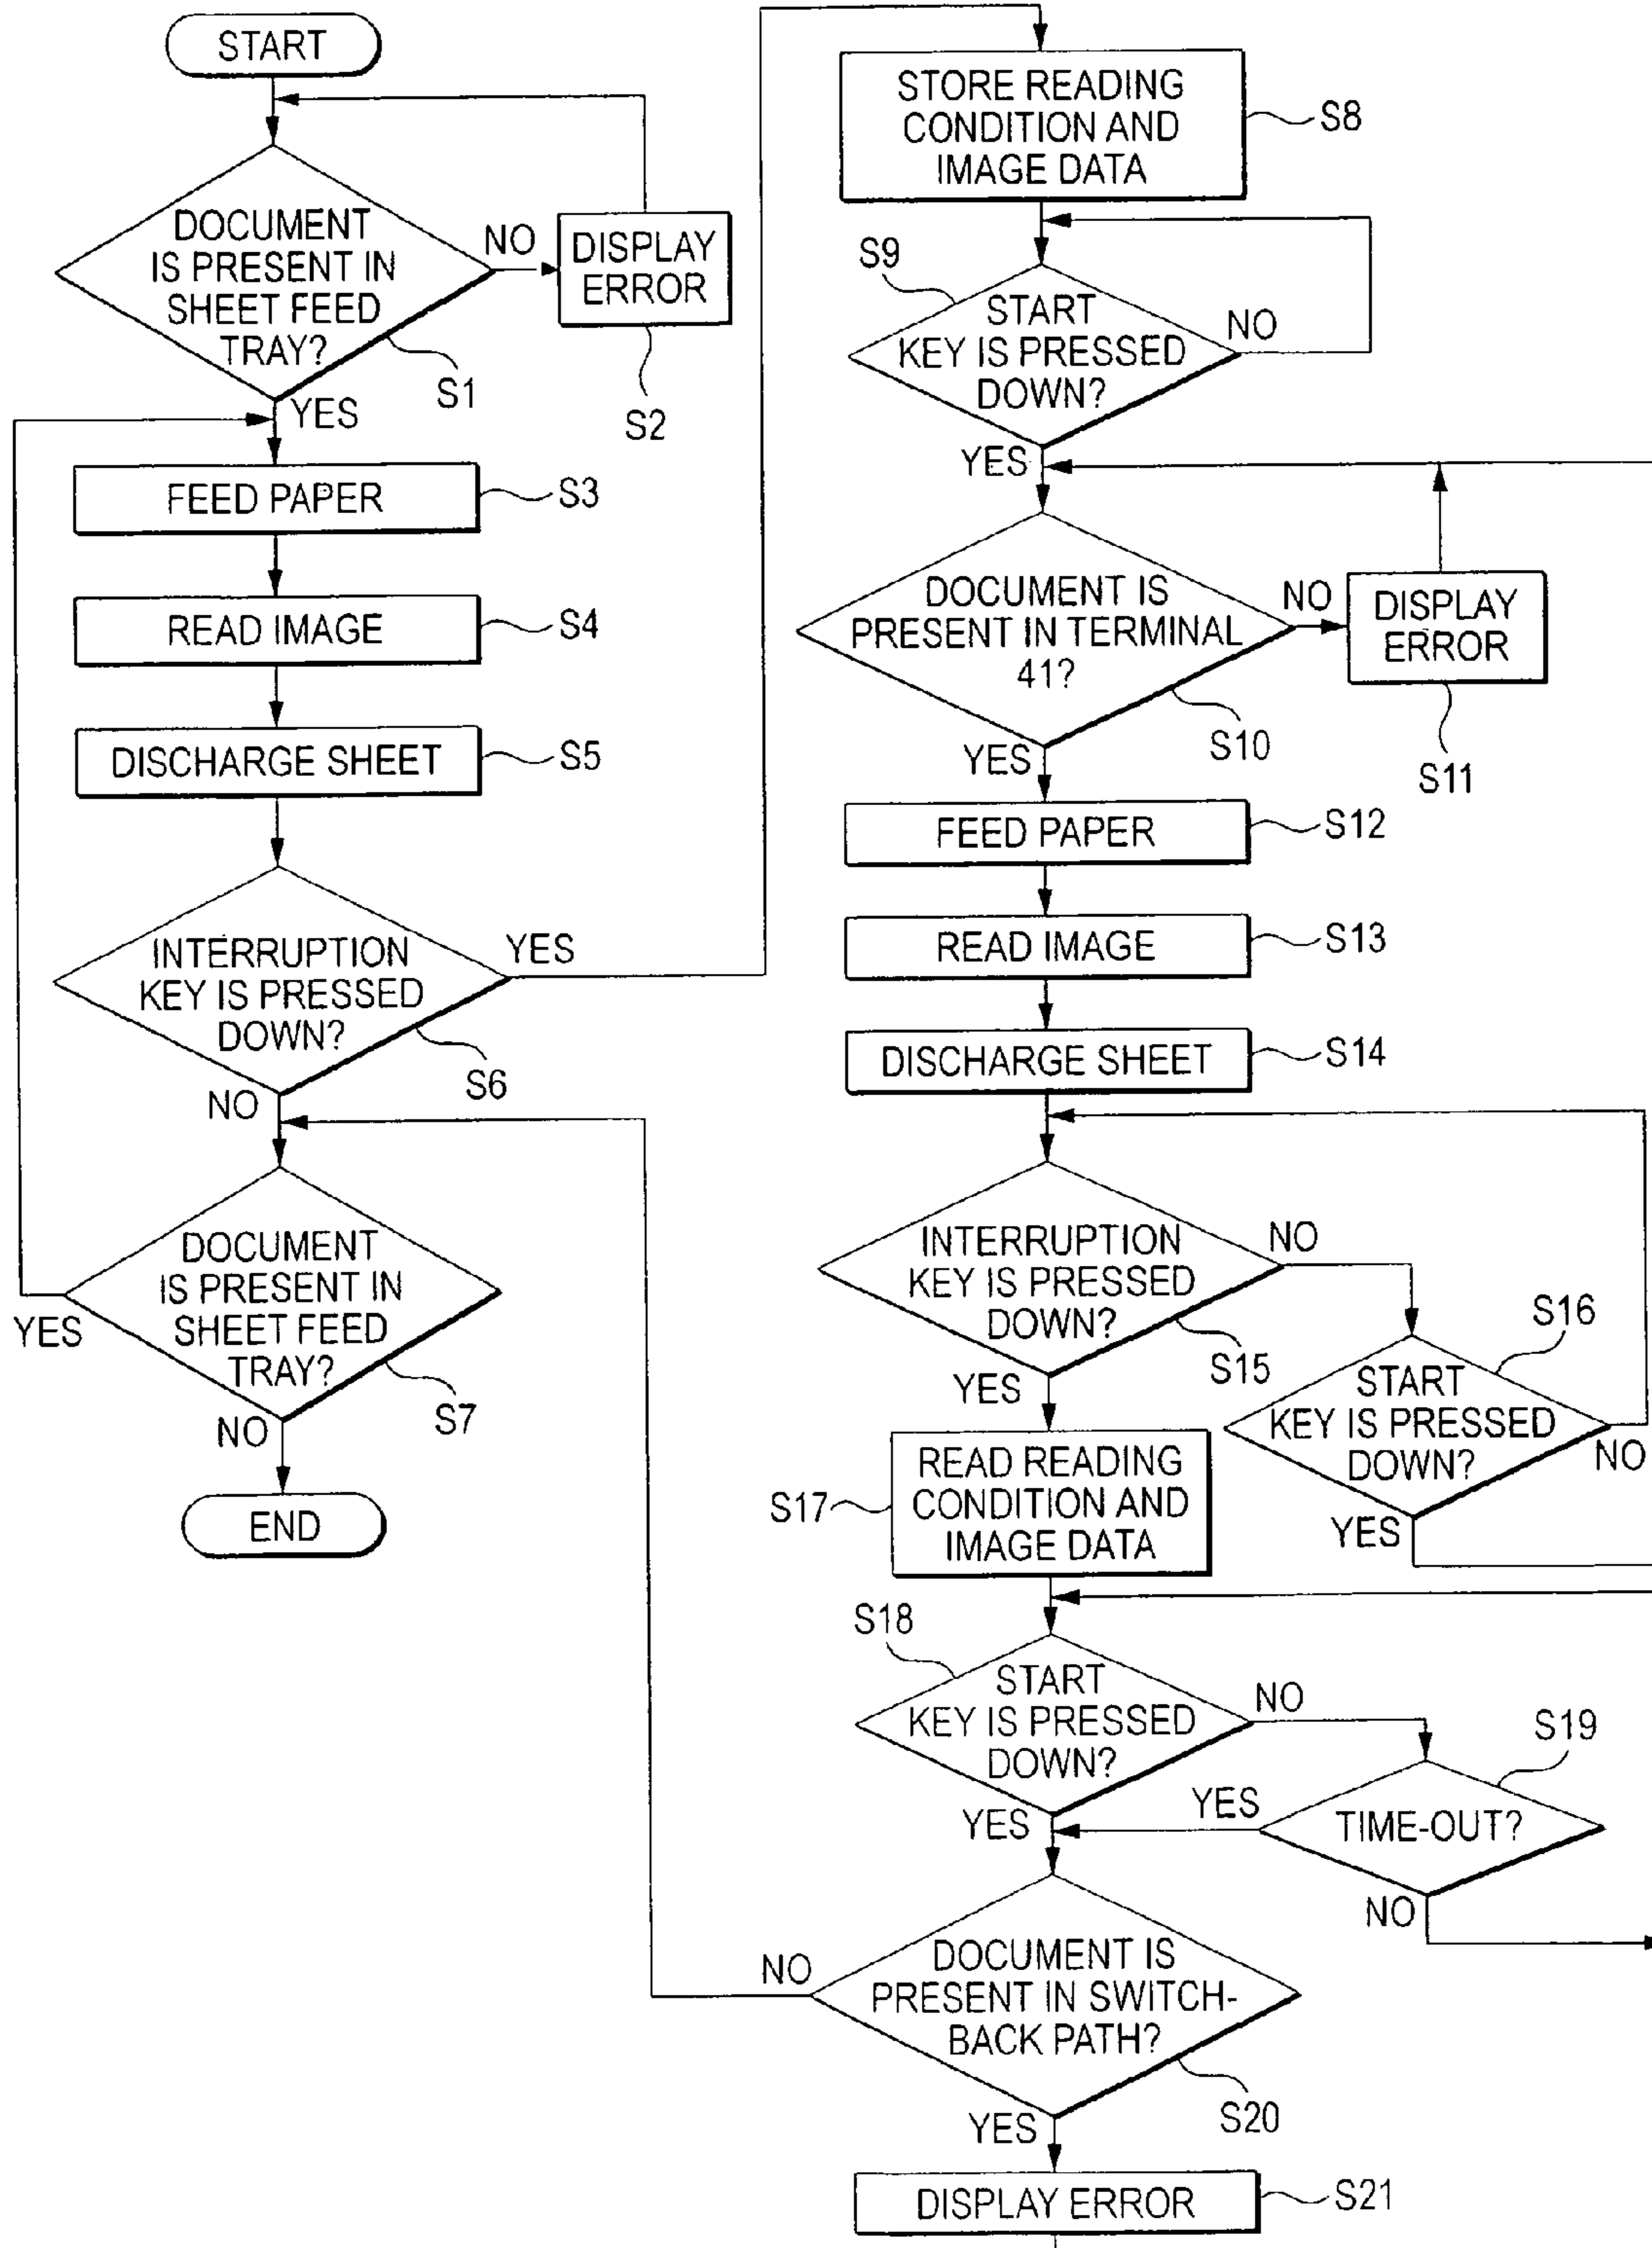 START
DOCUMENT
IS PRESENT IN
SHEET FEED
TRAY?
NO
DISPLAY
ERROR
S1
S2
YES
FEED PAPER
S3
READ IMAGE
S4
DISCHARGE SHEET
S5
INTERRUPTION
KEY IS PRESSED
DOWN?
YES
S6
NO
DOCUMENT
IS PRESENT IN
SHEET FEED
TRAY?
YES
S7
NO
END
STORE READING
CONDITION AND
IMAGE DATA
S8
S9
START
KEY IS PRESSED
DOWN?
NO
YES
DOCUMENT IS
PRESENT IN TERMINAL
41?
NO
DISPLAY
ERROR
S10
S11
YES
FEED PAPER
S12
READ IMAGE
S13
DISCHARGE SHEET
S14
INTERRUPTION
KEY IS PRESSED
DOWN?
NO
S15
S16
START
KEY IS PRESSED
DOWN?
NO
YES
YES
S17
READ READING
CONDITION AND
IMAGE DATA
S18
START
KEY IS PRESSED
DOWN?
NO
S19
TIME-OUT?
YES
NO
YES
DOCUMENT IS
PRESENT IN SWITCH-
BACK PATH?
NO
S20
YES
DISPLAY ERROR
S21